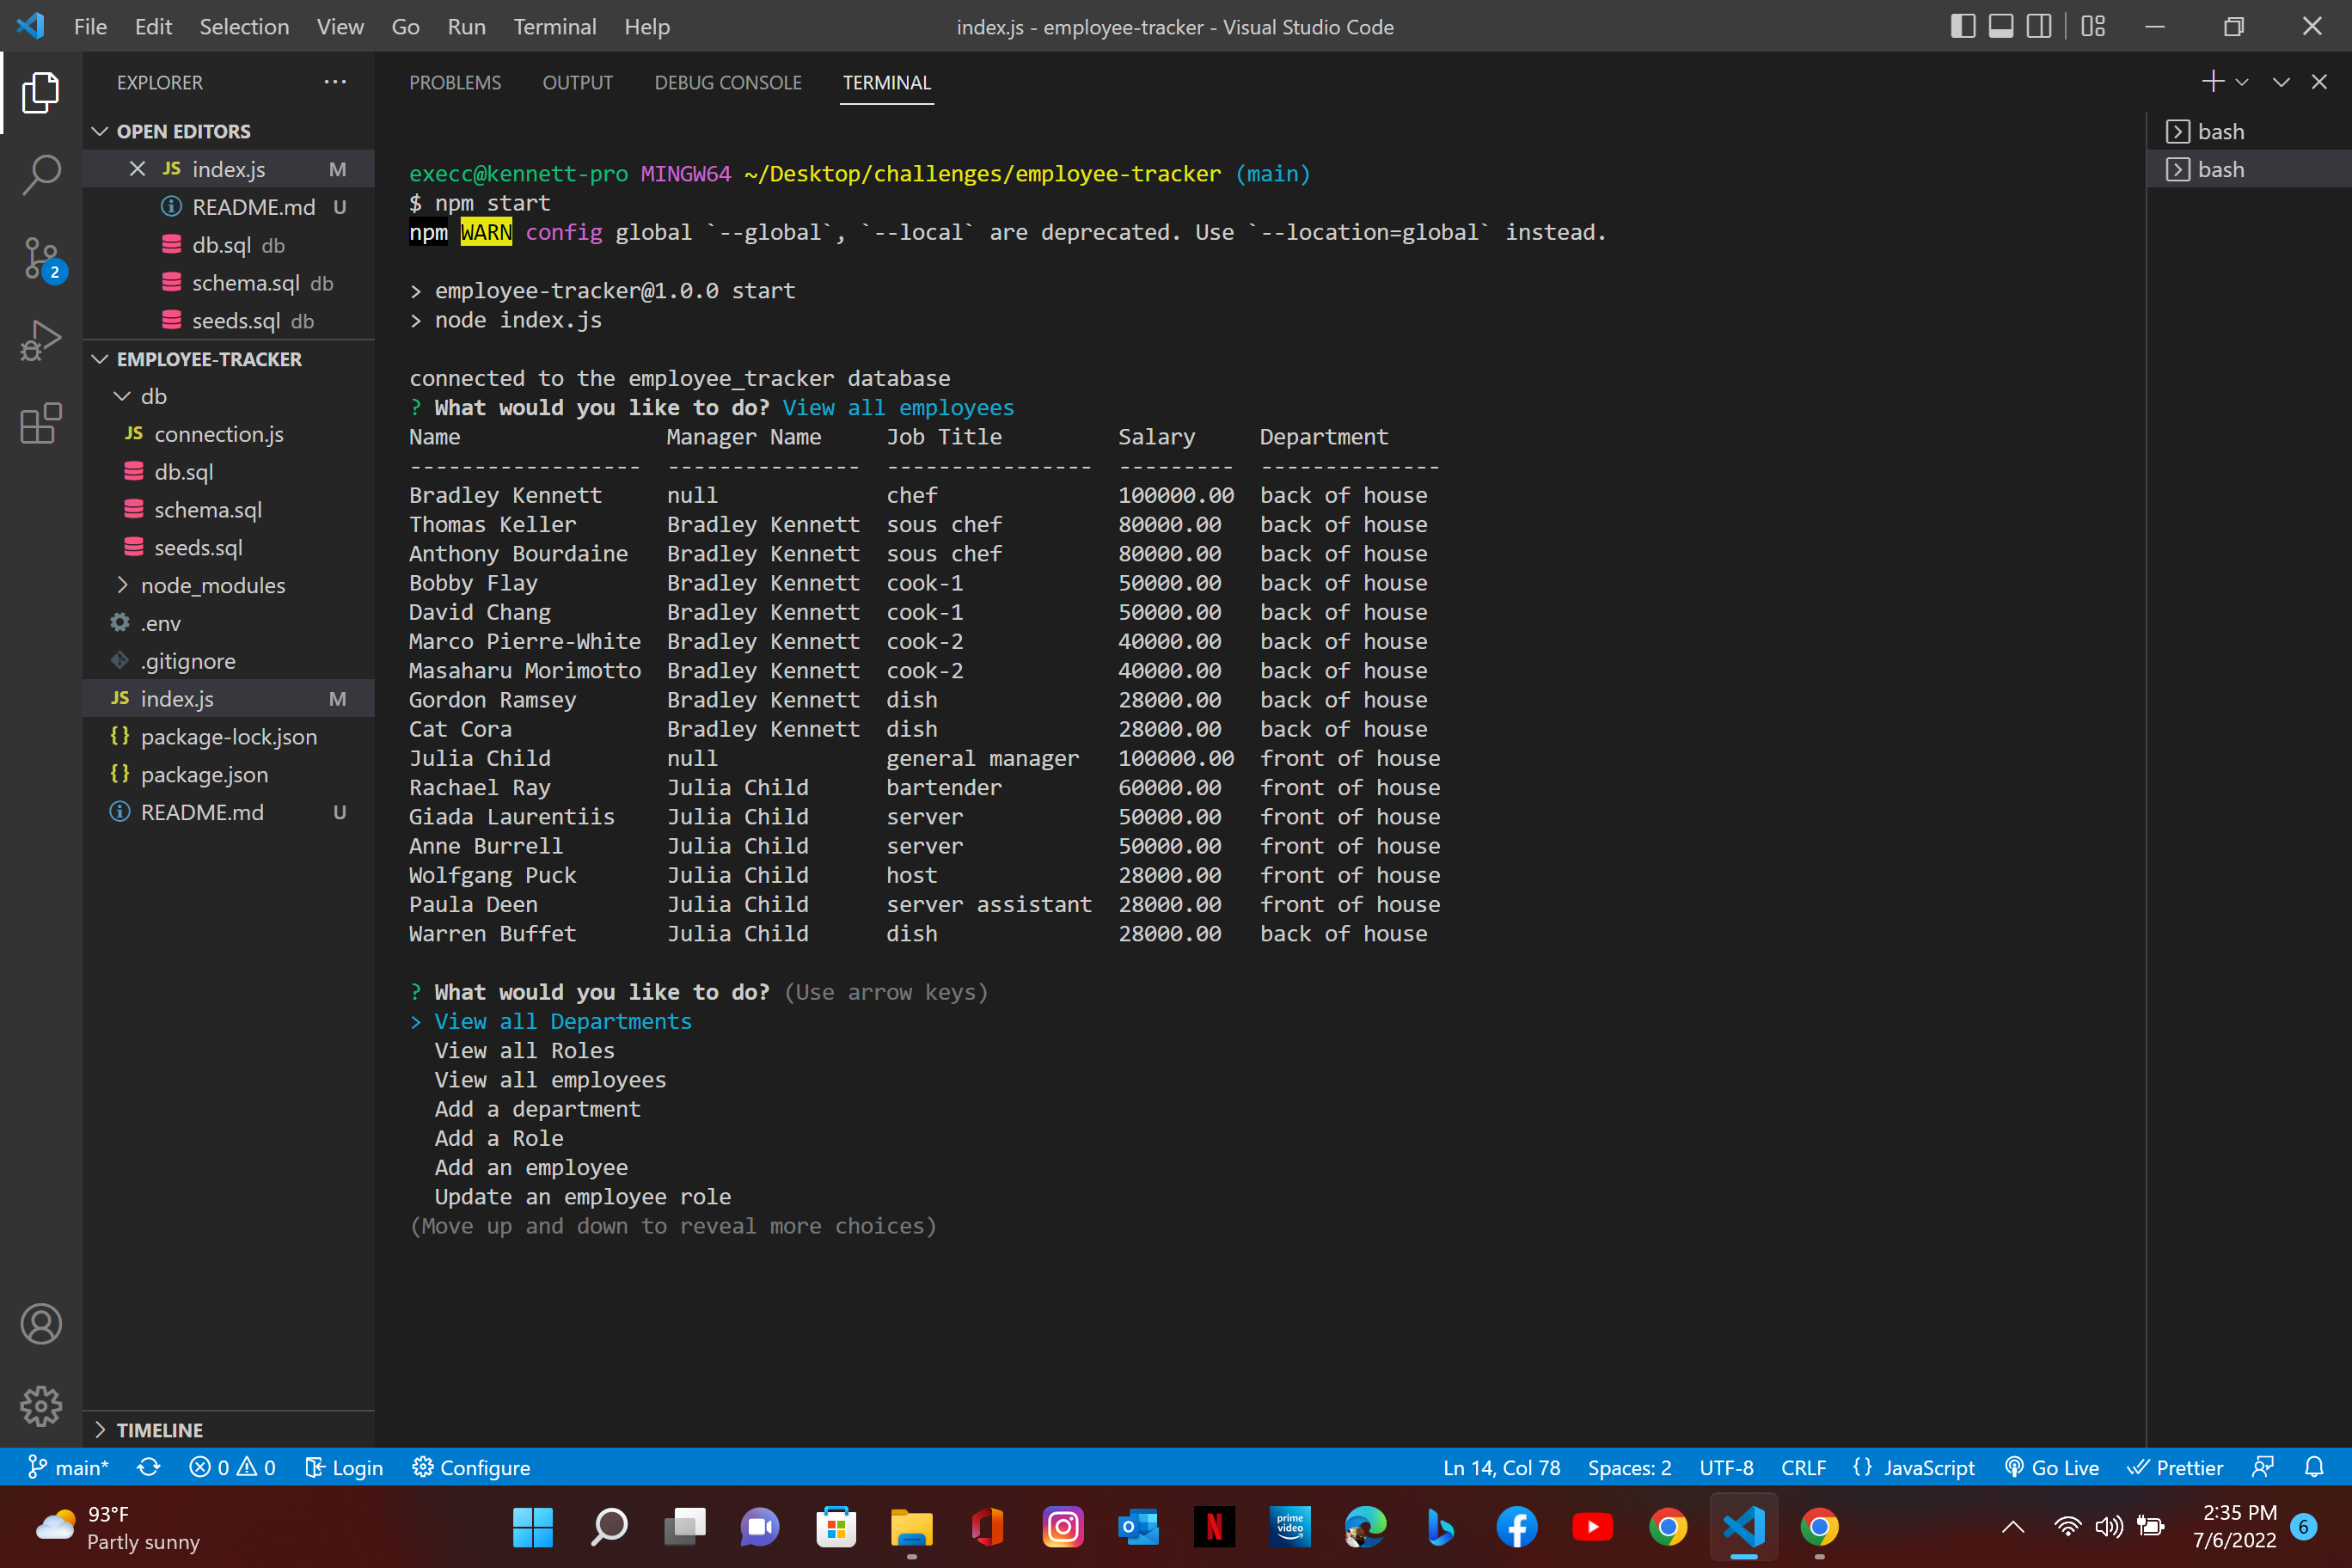 File Edit Selection View Go Run Terminal Help index.js - employee-tracker - Visual Studio Code
EXPLORER ...
OPEN EDITORS
JS index.js M
README.md U
db.sql db
schema.sql db
seeds.sql db
EMPLOYEE-TRACKER
db
JS connection.js
db.sql
schema.sql
seeds.sql
node_modules
.env
.gitignore
JS index.js M
{} package-lock.json
{} package.json
README.md U
TIMELINE
2
PROBLEMS OUTPUT DEBUG CONSOLE TERMINAL
execc@kennett-pro MINGW64 ~/Desktop/challenges/employee-tracker (main)
$ npm start
npm WARN config global `--global`, `--local` are deprecated. Use `--location=global` instead.
> employee-tracker@1.0.0 start
> node index.js
connected to the employee_tracker database
? What would you like to do? View all employees
Name Manager Name Job Title Salary Department
------------------ --------------- ---------------- --------- --------------
Bradley Kennett null chef 100000.00 back of house
Thomas Keller Bradley Kennett sous chef 80000.00 back of house
Anthony Bourdaine Bradley Kennett sous chef 80000.00 back of house
Bobby Flay Bradley Kennett cook-1 50000.00 back of house
David Chang Bradley Kennett cook-1 50000.00 back of house
Marco Pierre-White Bradley Kennett cook-2 40000.00 back of house
Masaharu Morimotto Bradley Kennett cook-2 40000.00 back of house
Gordon Ramsey Bradley Kennett dish 28000.00 back of house
Cat Cora Bradley Kennett dish 28000.00 back of house
Julia Child null general manager 100000.00 front of house
Rachael Ray Julia Child bartender 60000.00 front of house
Giada Laurentiis Julia Child server 50000.00 front of house
Anne Burrell Julia Child server 50000.00 front of house
Wolfgang Puck Julia Child host 28000.00 front of house
Paula Deen Julia Child server assistant 28000.00 front of house
Warren Buffet Julia Child dish 28000.00 back of house
? What would you like to do? (Use arrow keys)
> View all Departments
View all Roles
View all employees
Add a department
Add a Role
Add an employee
Update an employee role
(Move up and down to reveal more choices)
bash
bash
main* 0 0 Login Configure Ln 14, Col 78 Spaces: 2 UTF-8 CRLF {} JavaScript Go Live Prettier
93°F
Partly sunny
prime video
2:35 PM
7/6/2022
6